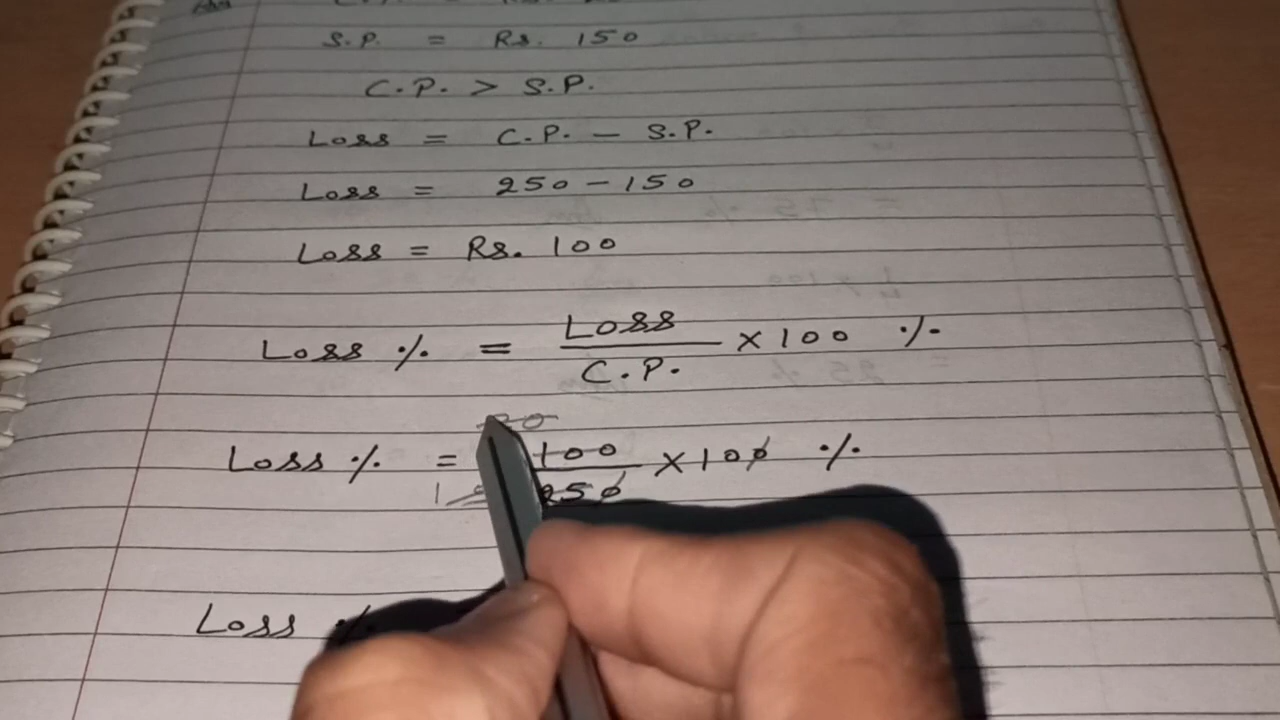 S.P. = Rs. 150
C.P. > S.P.
Loss = C.P. - S.P.
Loss = 250 - 150
Loss = Rs. 100
Loss % = Loss / C.P. × 100 %
Loss % = 100 / 250 × 100 %
Loss %